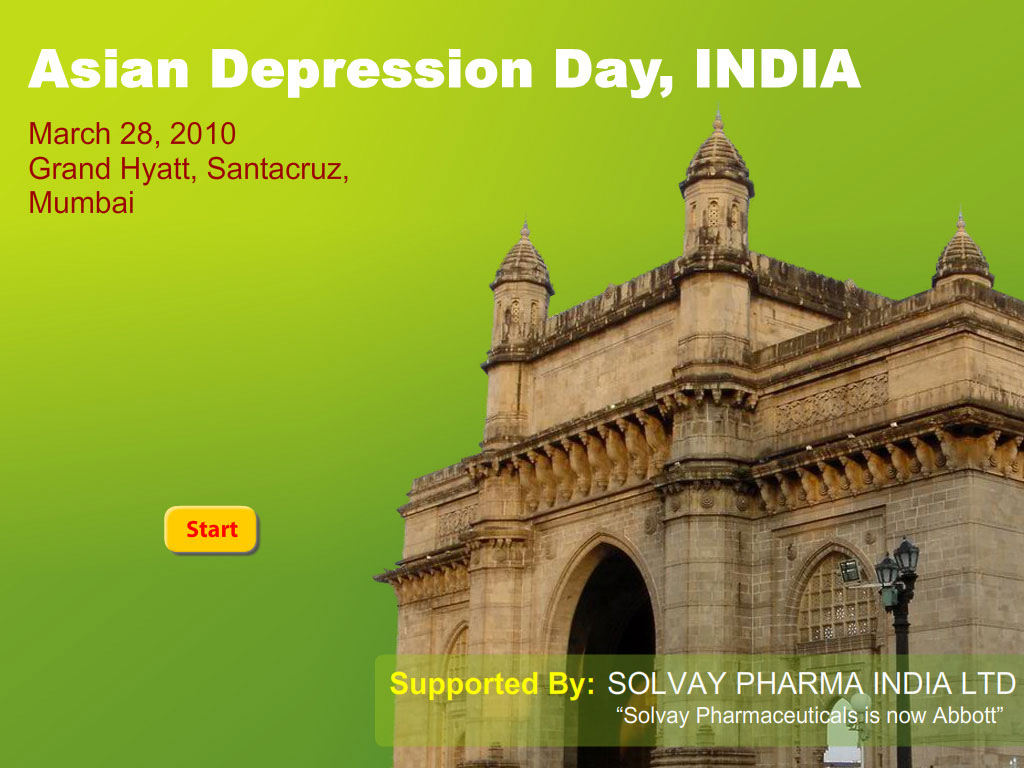 Asian Depression Day, INDIA
March 28, 2010
Grand Hyatt, Santacruz,
Mumbai
Start
Supported By: SOLVAY PHARMA INDIA LTD
“Solvay Pharmaceuticals is now Abbott”